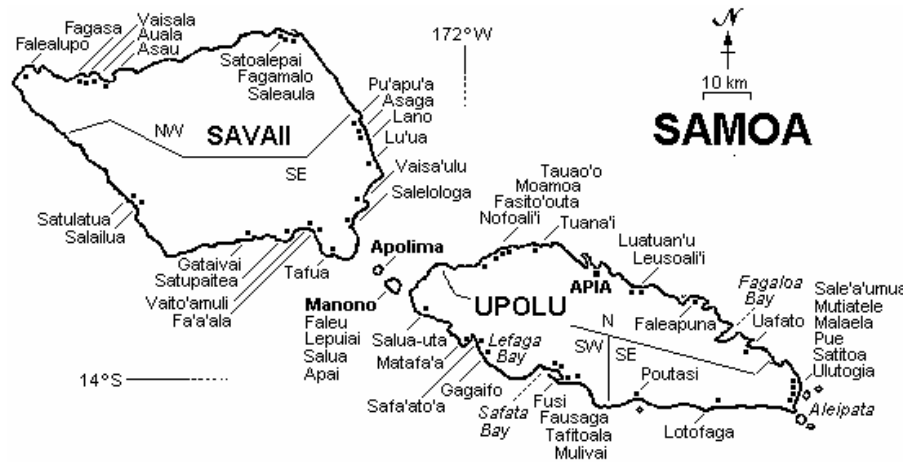 Vaisala
Fagasa
Auala
Falealupo
Asau
172°W
N
10 km
SAMOA
Satoalepai
Fagamalo
Saleaula
Pu'apu'a
Asaga
Lano
Lu'ua
NW
SAVAII
SE
Vaisa'ulu
Salelologa
Satulatua
Salailua
Gataivai
Satupaitea
Vaito'amuli
Fa'a'ala
Tafua
Apolima
Manono
Faleu
Lepuiai
Salua
Apai
Tauao'o
Moamoa
Fasito'outa
Nofoali'i
Tuana'i
Luatuan'u
Leusoali'i
APIA
Fagaloa
Bay
Sale'a'umua
Mutiatele
Malaela
Pue
Satitoa
Ulutogia
UPOLU
N
SW
SE
Faleapuna
Uafato
Salua-uta
Matafa'a
Lefaga
Bay
14°S
Safa'ato'a
Gagaifo
Safata
Bay
Fusi
Fausaga
Tafitoala
Mulivai
Poutasi
Lotofaga
Aleipata